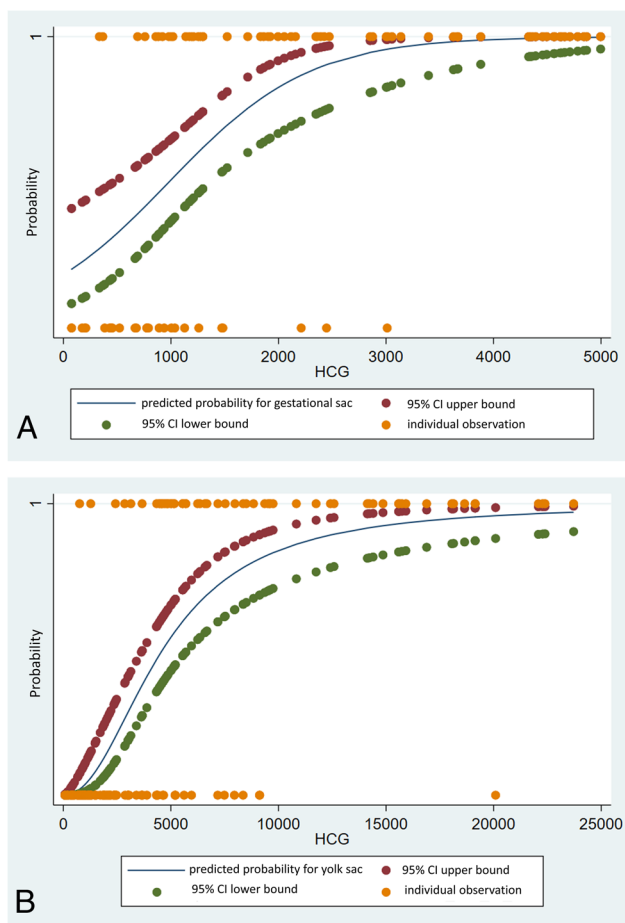 1
Probability
0 1000 2000 3000 4000 5000
HCG
predicted probability for gestational sac 95% CI upper bound
95% CI lower bound individual observation
A
1
Probability
0 5000 10000 15000 20000 25000
HCG
predicted probability for yolk sac 95% CI upper bound
95% CI lower bound individual observation
B